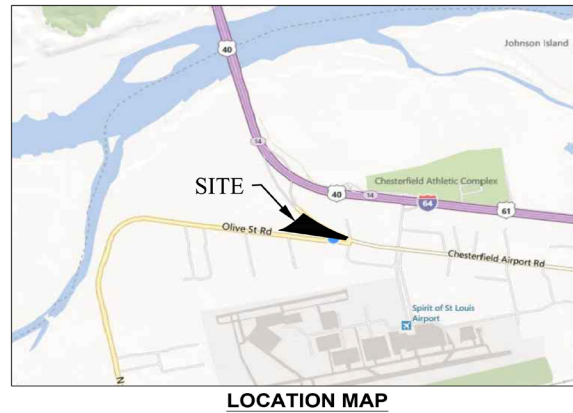 40
Johnson Island
14
Chesterfield Athletic Complex
SITE
40
14
64
61
Olive St Rd
Chesterfield Airport Rd
Spirit of St Louis
Airport
N
LOCATION MAP